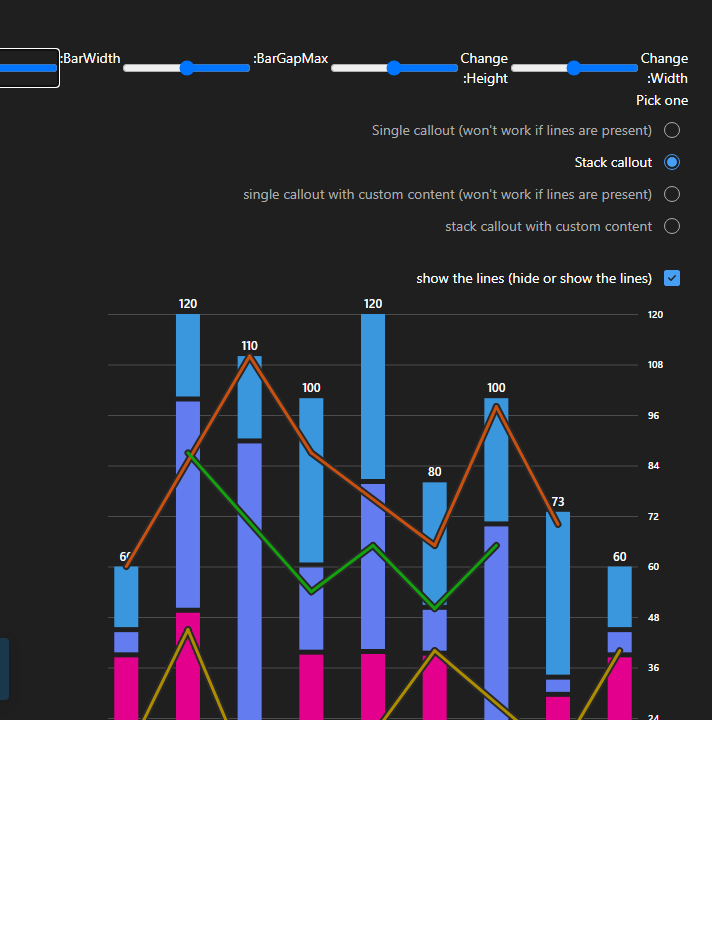 :BarWidth
:BarGapMax
Change
:Height
Change
:Width
Pick one
Single callout (won't work if lines are present)
Stack callout
single callout with custom content (won't work if lines are present)
stack callout with custom content
show the lines (hide or show the lines)
120
120
120
110
108
100
100
96
84
80
73
72
60
60
60
48
36
24